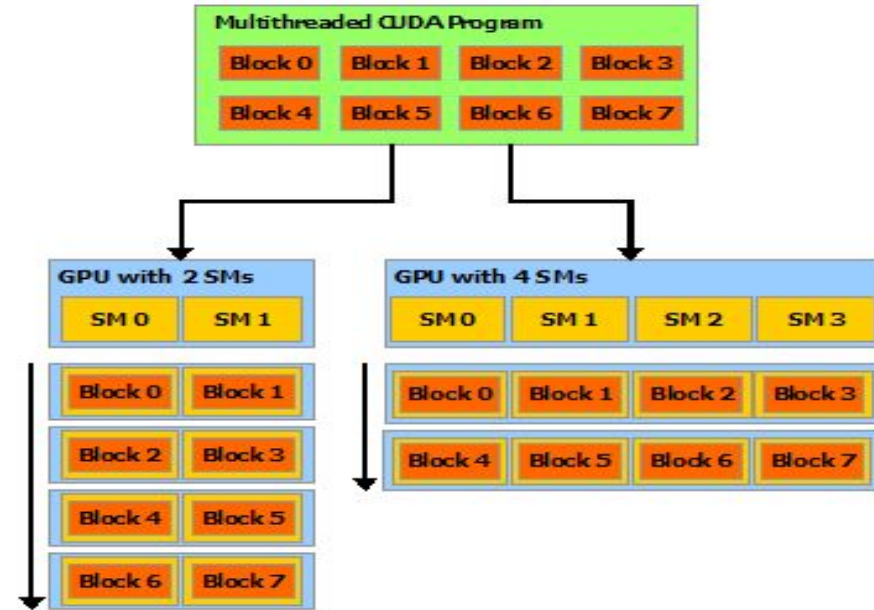 Multithreaded CUDA Program
Block 0 Block 1 Block 2 Block 3
Block 4 Block 5 Block 6 Block 7
GPU with 2 SMs
SM 0 SM 1
Block 0 Block 1
Block 2 Block 3
Block 4 Block 5
Block 6 Block 7
GPU with 4 SMs
SM 0 SM 1 SM 2 SM 3
Block 0 Block 1 Block 2 Block 3
Block 4 Block 5 Block 6 Block 7